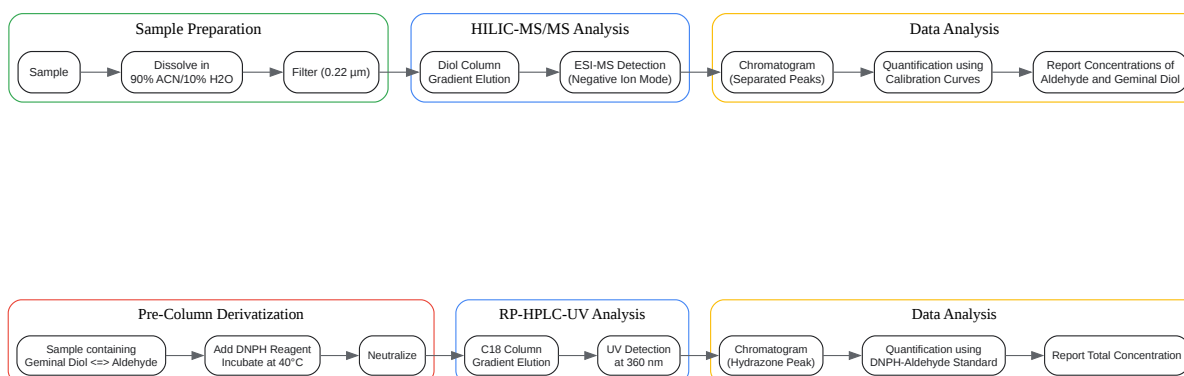 Sample Preparation
HILIC-MS/MS Analysis
Data Analysis
Sample
Dissolve in
90% ACN/10% H2O
Filter (0.22 µm)
Diol Column
Gradient Elution
ESI-MS Detection
(Negative Ion Mode)
Chromatogram
(Separated Peaks)
Quantification using
Calibration Curves
Report Concentrations of
Aldehyde and Geminal Diol
Pre-Column Derivatization
RP-HPLC-UV Analysis
Data Analysis
Sample containing
Geminal Diol <=> Aldehyde
Add DNPH Reagent
Incubate at 40°C
Neutralize
C18 Column
Gradient Elution
UV Detection
at 360 nm
Chromatogram
(Hydrazone Peak)
Quantification using
DNPH-Aldehyde Standard
Report Total Concentration